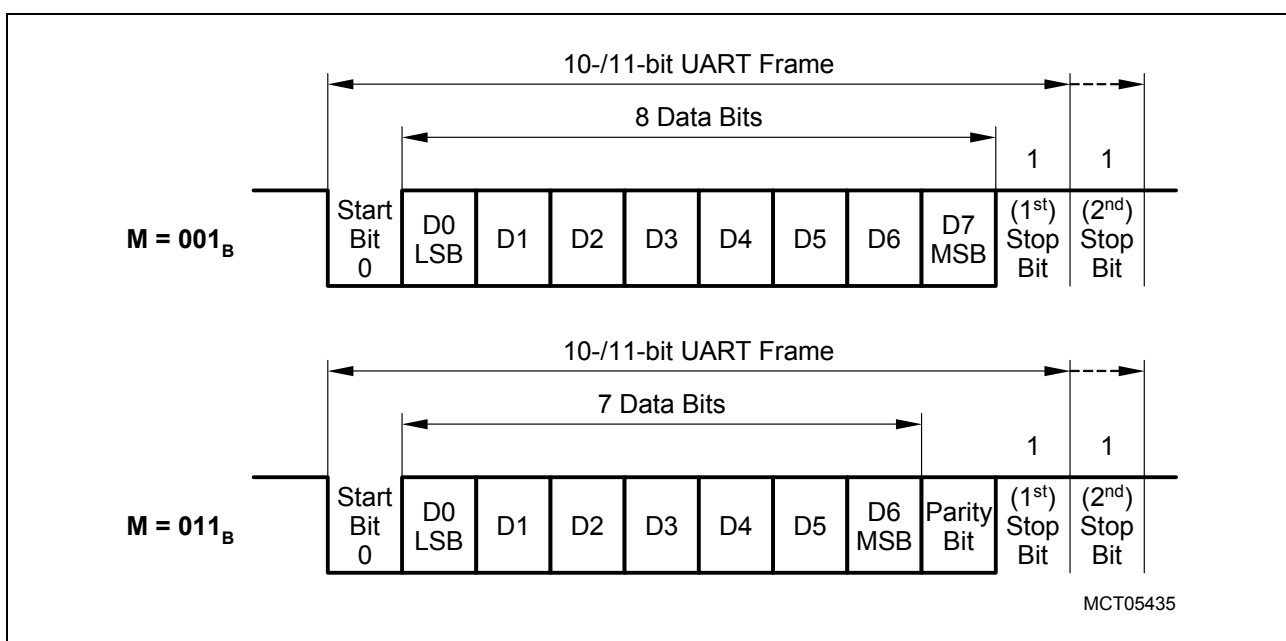 10-/11-bit UART Frame
8 Data Bits
1 1
M = 001B
Start Bit 0
D0 LSB
D1
D2
D3
D4
D5
D6
D7 MSB
(1st) Stop Bit
(2nd) Stop Bit
10-/11-bit UART Frame
7 Data Bits
1 1
M = 011B
Start Bit 0
D0 LSB
D1
D2
D3
D4
D5
D6 MSB
Parity Bit
(1st) Stop Bit
(2nd) Stop Bit
MCT05435